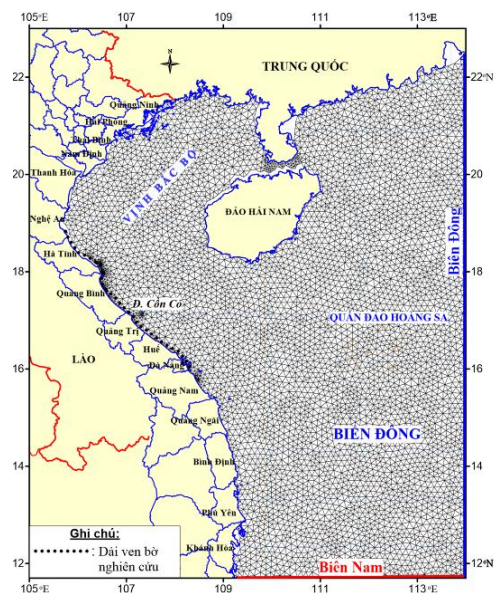 105°E 107 109 111 113°E
N
22 22
TRUNG QUỐC
Quảng Ninh
Hải Phòng
Thái Bình
Nam Định
20 20
Thanh Hóa
VỊNH BẮC BỘ
ĐẢO HẢI NAM
Nghệ An
Biên Đông
Hà Tĩnh
18 18
Quảng Bình
Đ. Cồn Cỏ
QUẦN ĐẢO HOÀNG SA
Quảng Trị
LÀO
Huế
Đà Nẵng
16 16
Quảng Nam
Quảng Ngãi
BIỂN ĐÔNG
14 14
Bình Định
Phú Yên
Ghi chú:
: Dải ven bờ
nghiên cứu
Khánh Hòa
Biên Nam
12 12°N
105°E 107 109 111 113°E